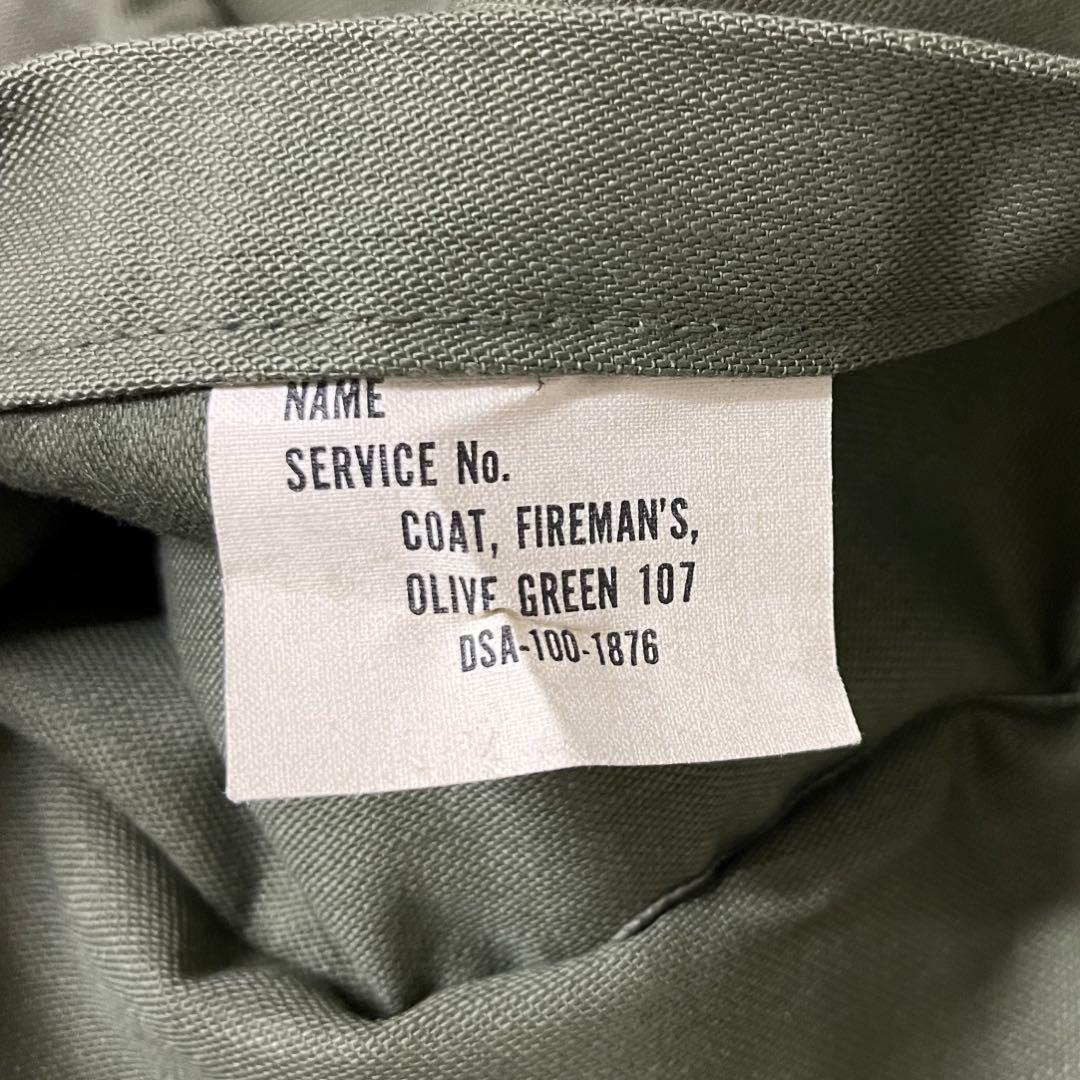 NAME
SERVICE No.
COAT, FIREMAN'S,
OLIVE GREEN 107
DSA-100-1876